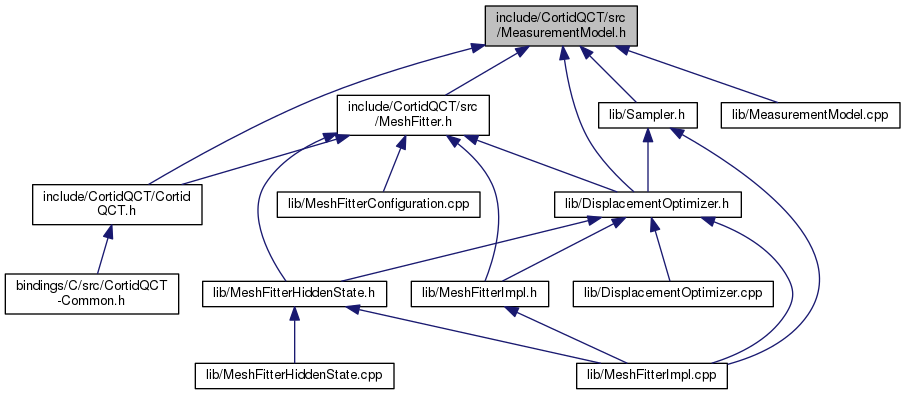 include/CortidQCT/src
/MeasurementModel.h
include/CortidQCT/src
/MeshFitter.h
lib/Sampler.h
lib/MeasurementModel.cpp
include/CortidQCT/Cortid
QCT.h
lib/MeshFitterConfiguration.cpp
lib/DisplacementOptimizer.h
bindings/C/src/CortidQCT
-Common.h
lib/MeshFitterHiddenState.h
lib/MeshFitterImpl.h
lib/DisplacementOptimizer.cpp
lib/MeshFitterHiddenState.cpp
lib/MeshFitterImpl.cpp